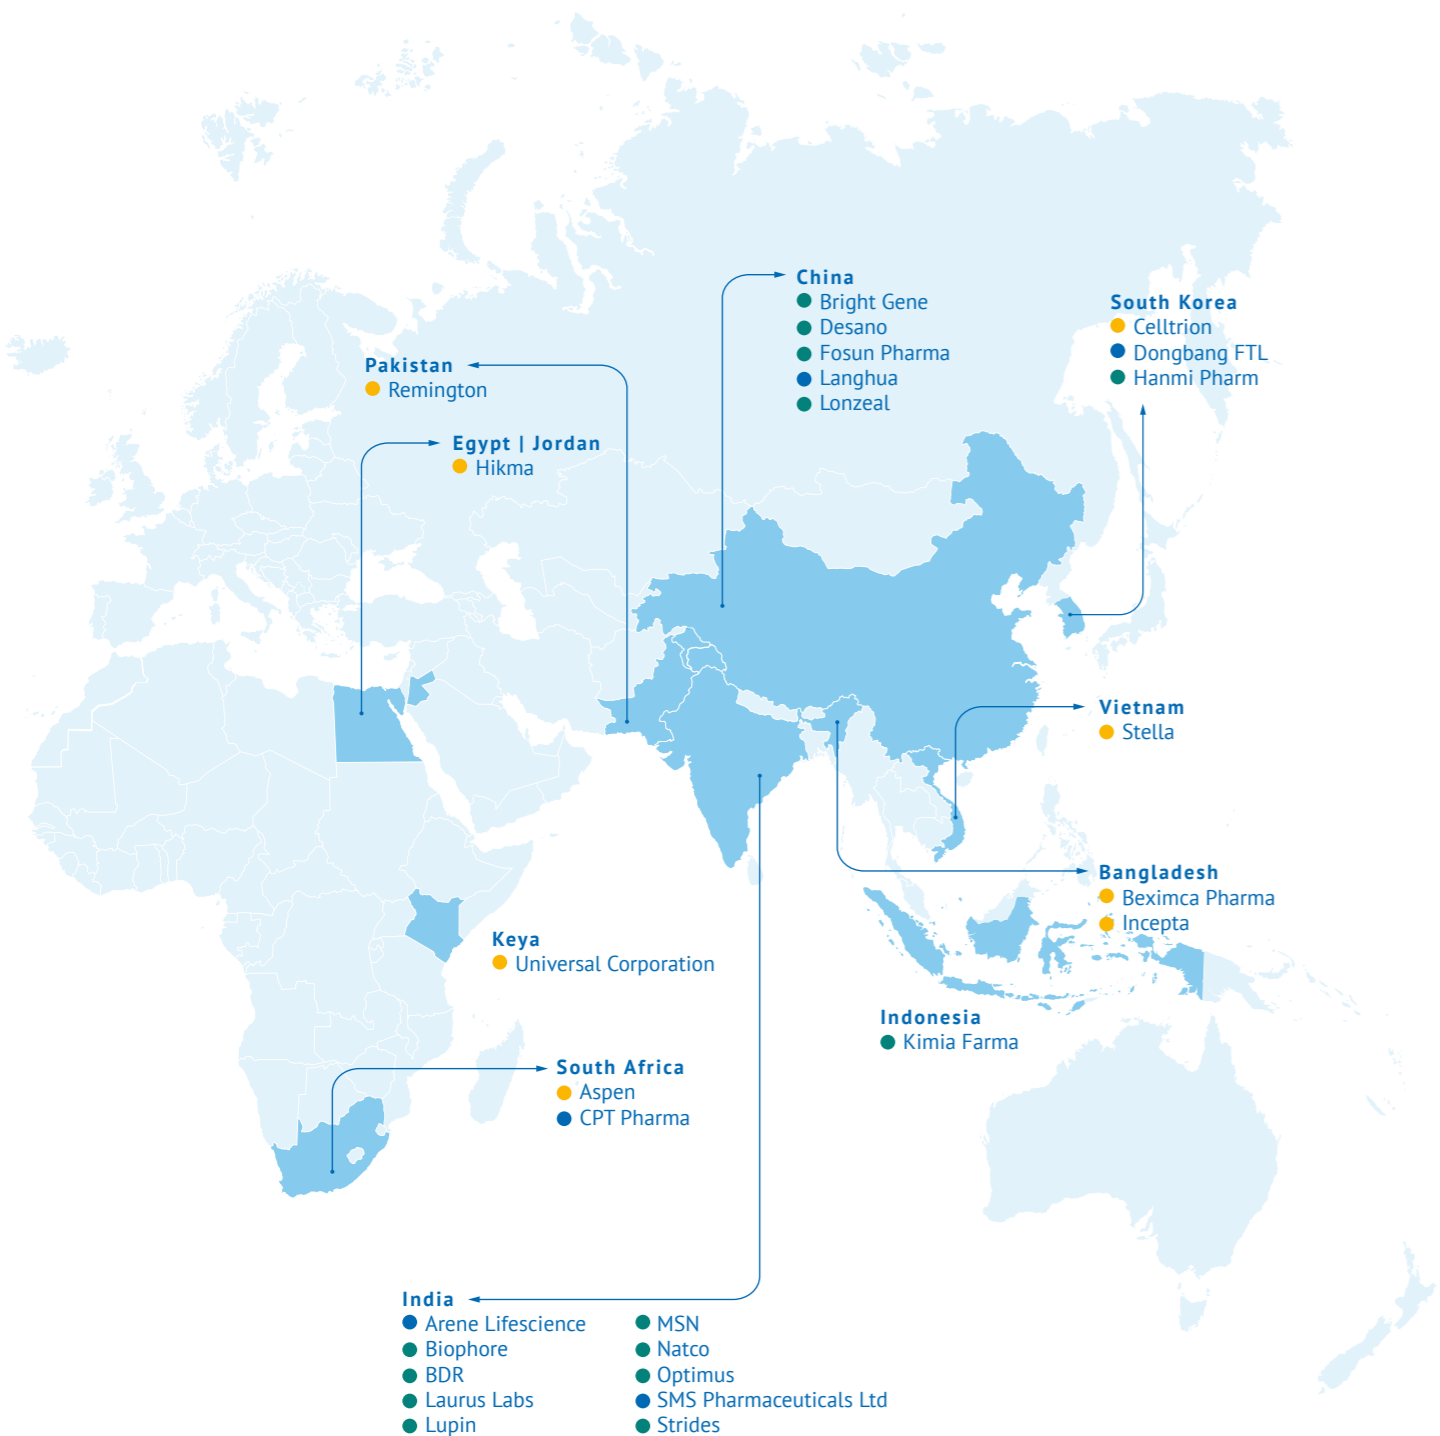 China
Bright Gene
Desano
Fosun Pharma
Langhua
Lonzeal
South Korea
Celltrion
Dongbang FTL
Hanmi Pharm
Pakistan
Remington
Egypt | Jordan
Hikma
Vietnam
Stella
Bangladesh
Beximca Pharma
Incepta
Keya
Universal Corporation
Indonesia
Kimia Farma
South Africa
Aspen
CPT Pharma
India
Arene Lifescience
Biophore
BDR
Laurus Labs
Lupin
MSN
Natco
Optimus
SMS Pharmaceuticals Ltd
Strides